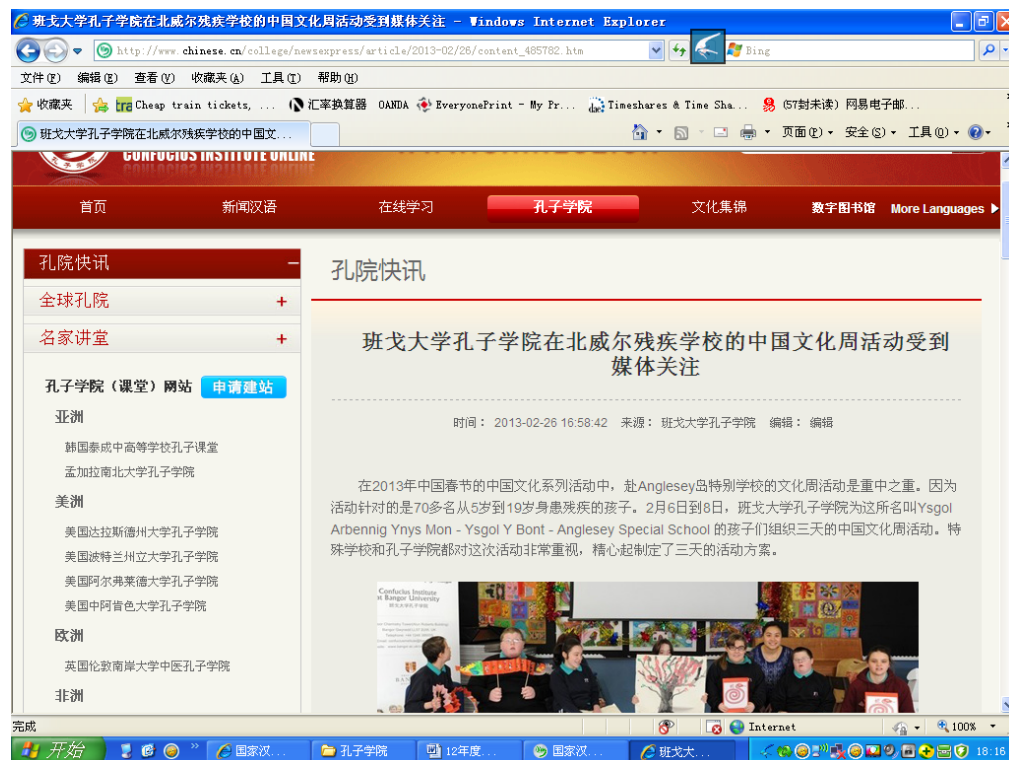 班戈大学孔子学院在北威尔残疾学校的中国文化周活动受到媒体关注 - Windows Internet Explorer
http://www.chinese.cn/college/newsexpress/article/2013-02/26/content_485782.htm
Bing
文件(F) 编辑(E) 查看(V) 收藏夹(A) 工具(T) 帮助(H)
收藏夹 tra Cheap train tickets, ... 汇率换算器 OANDA EveryonePrint - My Pr... Timeshares & Time Sha... (57封未读) 网易电子邮...
班戈大学孔子学院在北威尔残疾学校的中国文... 页面(P) 安全(S) 工具(O)
CONFUCIUS INSTITUTE ONLINE
首页 新闻汉语 在线学习 孔子学院 文化集锦 数字图书馆 More Languages
孔院快讯
全球孔院
名家讲堂
孔子学院（课堂）网站 申请建站
亚洲
韩国泰成中高等学校孔子课堂
孟加拉南北大学孔子学院
美洲
美国达拉斯德州大学孔子学院
美国波特兰州立大学孔子学院
美国阿尔弗莱德大学孔子学院
美国中阿肯色大学孔子学院
欧洲
英国伦敦南岸大学中医孔子学院
非洲
孔院快讯
班戈大学孔子学院在北威尔残疾学校的中国文化周活动受到
媒体关注
时间： 2013-02-26 16:58:42 来源： 班戈大学孔子学院 编辑： 编辑
在2013年中国春节的中国文化系列活动中，赴Anglesey岛特别学校的文化周活动是重中之重。因为
活动针对的是70多名从5岁到19岁身患残疾的孩子。2月6日到8日，班戈大学孔子学院为这所名叫Ysgol
Arbennig Ynys Mon - Ysgol Y Bont - Anglesey Special School 的孩子们组织三天的中国文化周活动。特
殊学校和孔子学院都对这次活动非常重视，精心起制定了三天的活动方案。
Confucius Institute
at Bangor University
完成 Internet 100%
开始 国家汉... 孔子学院 12年度... 国家汉... 班戈大... 18:16